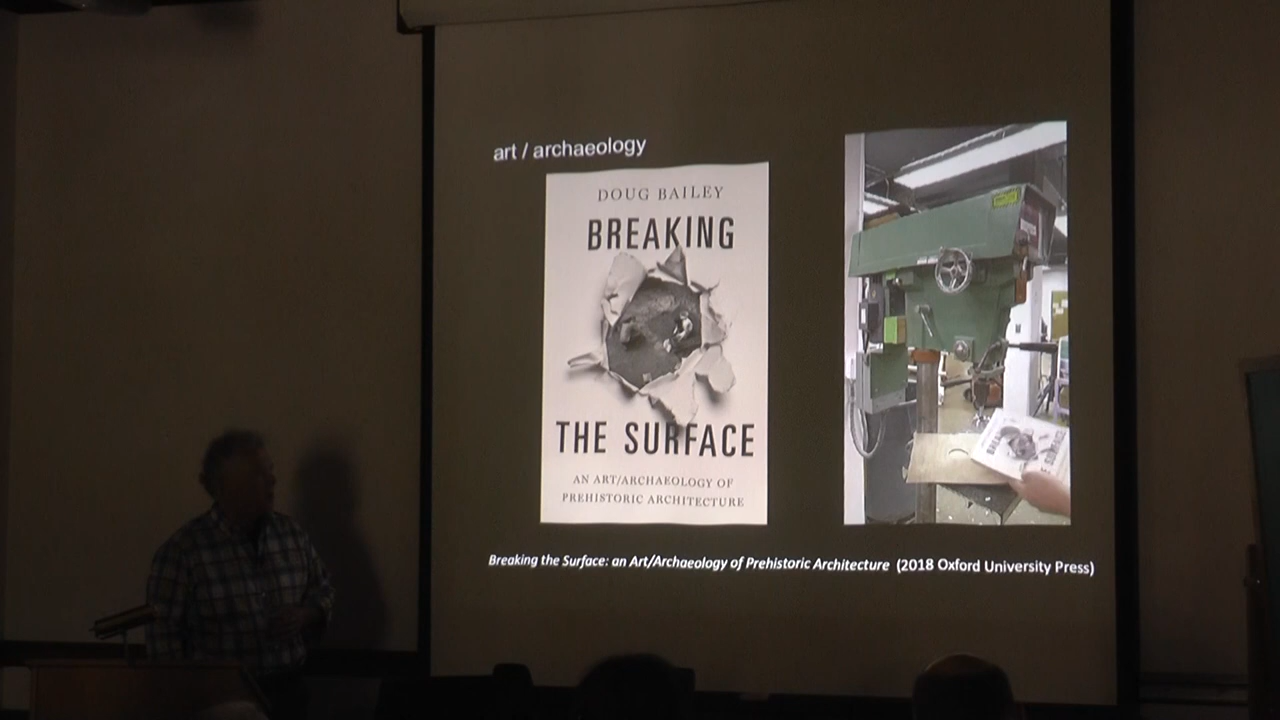 art / archaeology
DOUG BAILEY
BREAKING
THE SURFACE
AN ART/ARCHAEOLOGY OF
PREHISTORIC ARCHITECTURE
BREAKING
Breaking the Surface: an Art/Archaeology of Prehistoric Architecture (2018 Oxford University Press)